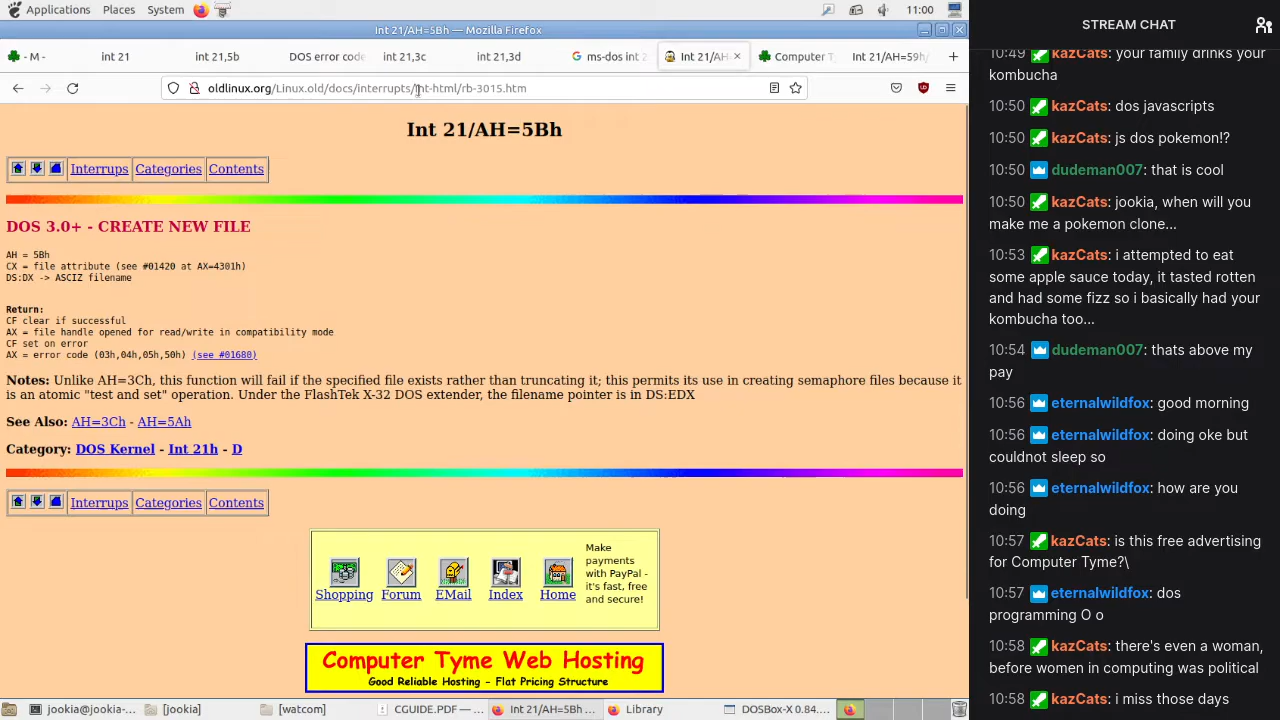 Applications Places System 11:00
Int 21/AH=5Bh — Mozilla Firefox
- M - int 21 int 21,5b DOS error code int 21,3c int 21,3d ms-dos int 2 Int 21/AH= Computer T Int 21/AH=59h/
oldlinux.org/Linux.old/docs/interrupts/int-html/rb-3015.htm
Int 21/AH=5Bh
Interrups Categories Contents
DOS 3.0+ - CREATE NEW FILE
AH = 5Bh
CX = file attribute (see #01420 at AX=4301h)
DS:DX -> ASCIZ filename
Return:
CF clear if successful
AX = file handle opened for read/write in compatibility mode
CF set on error
AX = error code (03h,04h,05h,50h) (see #01680)
Notes: Unlike AH=3Ch, this function will fail if the specified file exists rather than truncating it; this permits its use in creating semaphore files because it
is an atomic "test and set" operation. Under the FlashTek X-32 DOS extender, the filename pointer is in DS:EDX
See Also: AH=3Ch - AH=5Ah
Category: DOS Kernel - Int 21h - D
Interrups Categories Contents
Shopping Forum EMail Index Home
Make
payments
with PayPal -
it's fast, free
and secure!
Computer Tyme Web Hosting
Good Reliable Hosting - Flat Pricing Structure
jookia@jookia-... [jookia] [watcom] CGUIDE.PDF —... Int 21/AH=5Bh ... Library DOSBox-X 0.84....
STREAM CHAT
10:49 kazCats: your family drinks your
kombucha
10:50 kazCats: dos javascripts
10:50 kazCats: js dos pokemon!?
10:50 dudeman007: that is cool
10:50 kazCats: jookia, when will you
make me a pokemon clone...
10:53 kazCats: i attempted to eat
some apple sauce today, it tasted rotten
and had some fizz so i basically had your
kombucha too...
10:54 dudeman007: thats above my
pay
10:56 eternalwildfox: good morning
10:56 eternalwildfox: doing oke but
couldnot sleep so
10:56 eternalwildfox: how are you
doing
10:57 kazCats: is this free advertising
for Computer Tyme?\
10:57 eternalwildfox: dos
programming O o
10:58 kazCats: there's even a woman,
before women in computing was political
10:58 kazCats: i miss those days